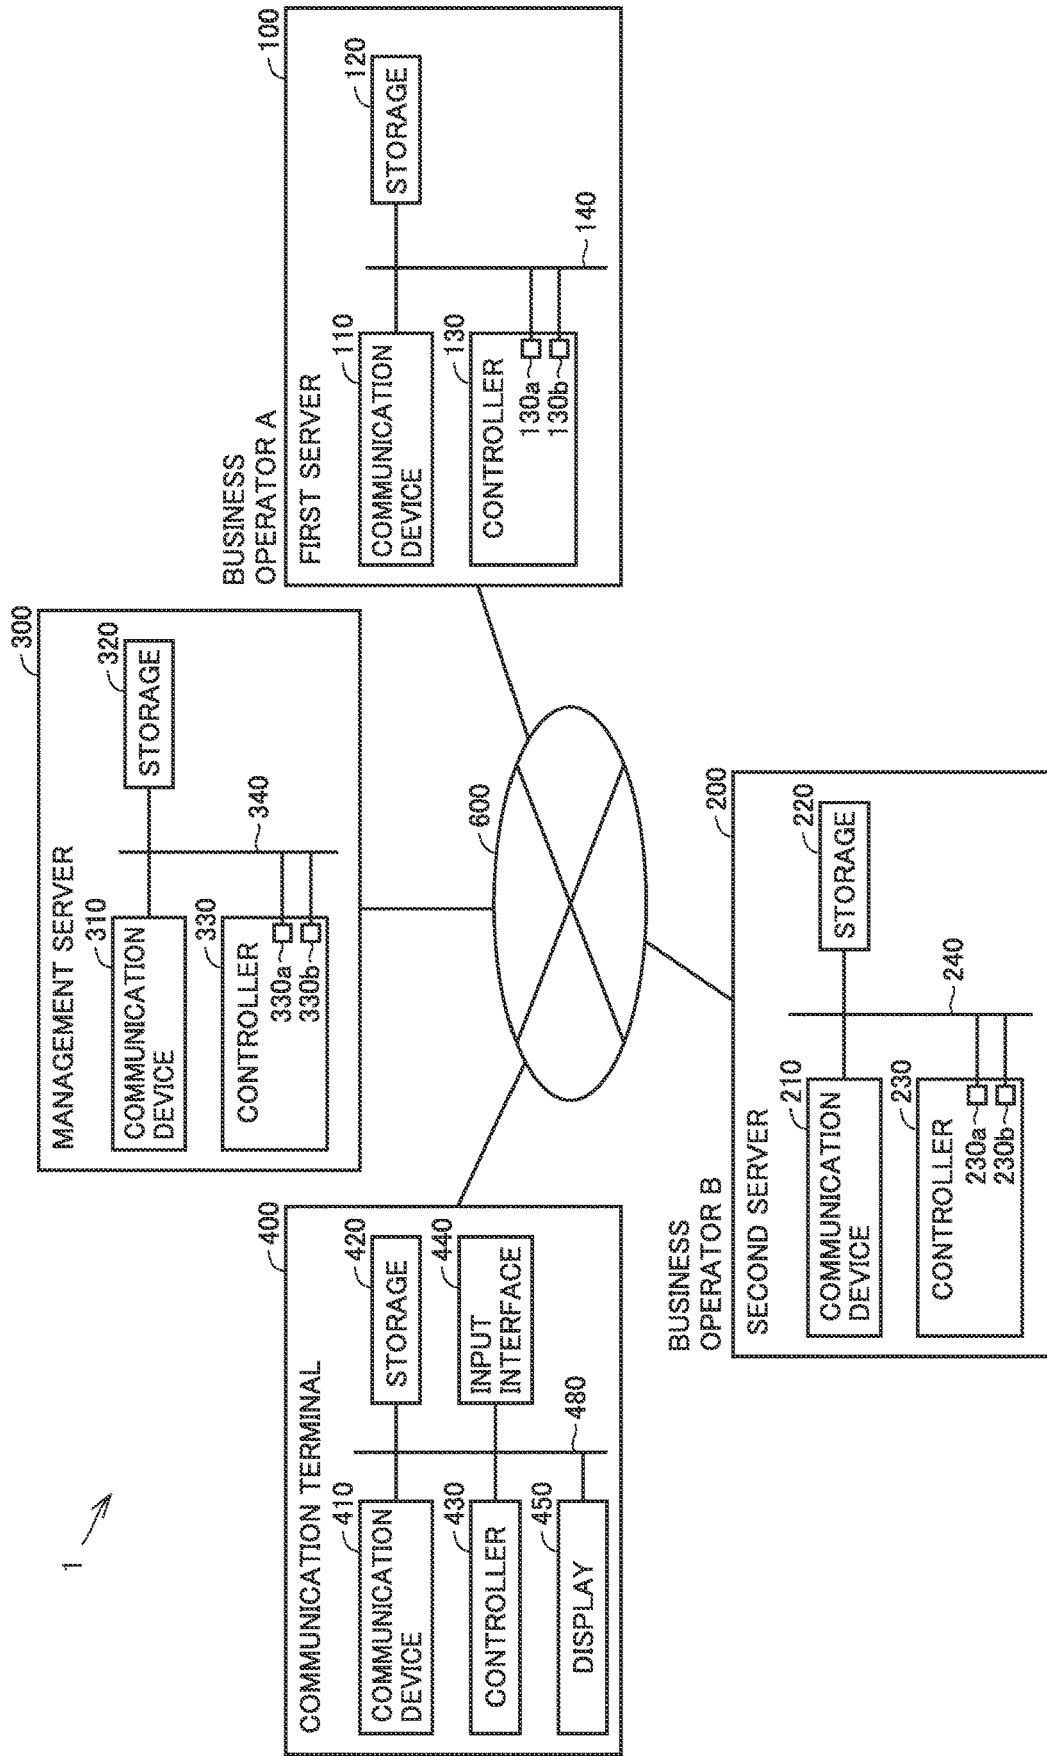 1
COMMUNICATION TERMINAL
400
COMMUNICATION
DEVICE
410
STORAGE
420
CONTROLLER
430
INPUT
INTERFACE
440
DISPLAY
450
480
MANAGEMENT SERVER
300
COMMUNICATION
DEVICE
310
STORAGE
320
CONTROLLER
330
330a
330b
340
BUSINESS
OPERATOR A
FIRST SERVER
100
COMMUNICATION
DEVICE
110
STORAGE
120
CONTROLLER
130
130a
130b
140
600
BUSINESS
OPERATOR B
SECOND SERVER
200
COMMUNICATION
DEVICE
210
STORAGE
220
CONTROLLER
230
230a
230b
240